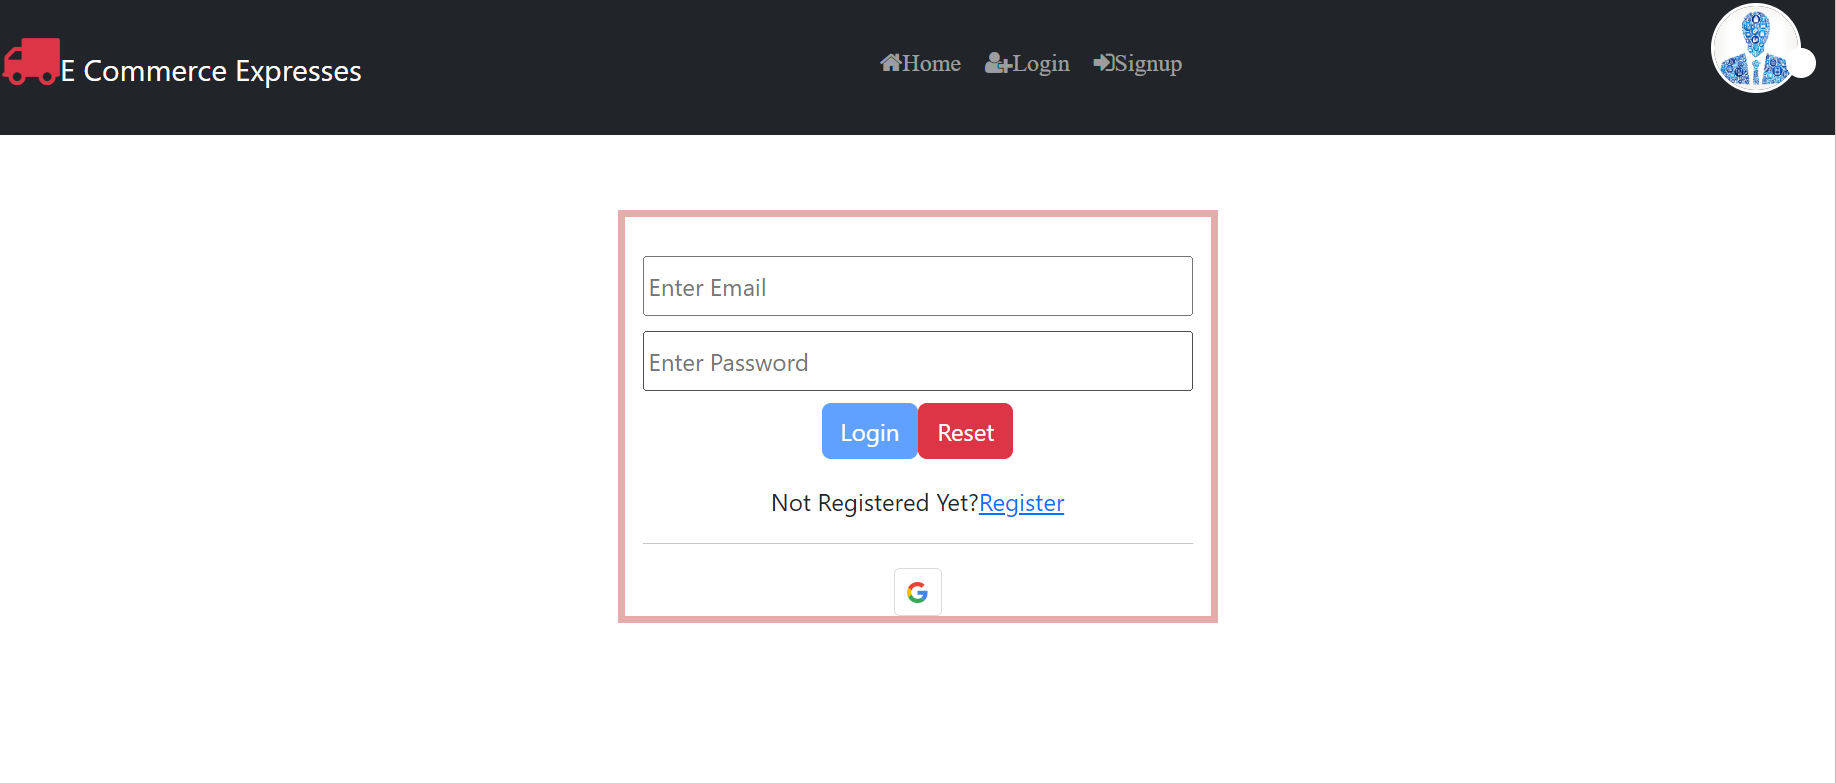 E Commerce Expresses
Home Login Signup
Enter Email
Enter Password
Login Reset
Not Registered Yet?Register